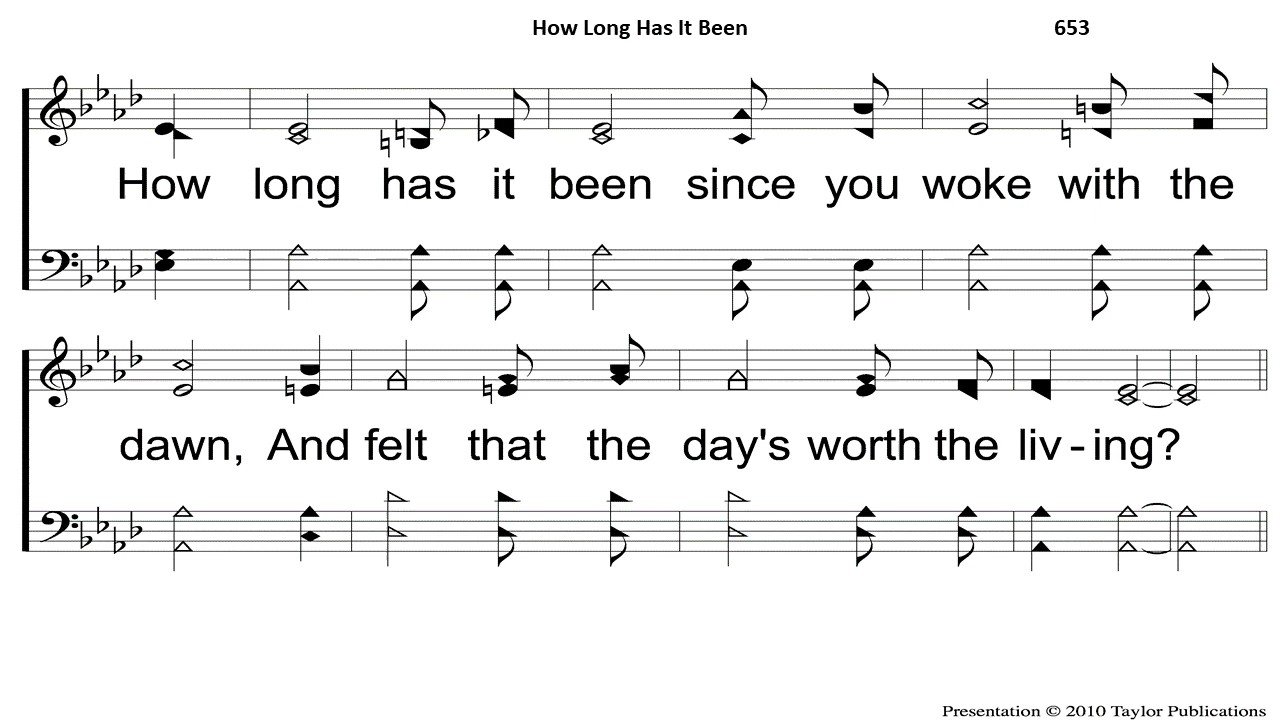 How Long Has It Been 653
How long has it been since you woke with the
dawn, And felt that the day's worth the liv - ing?
Presentation © 2010 Taylor Publications